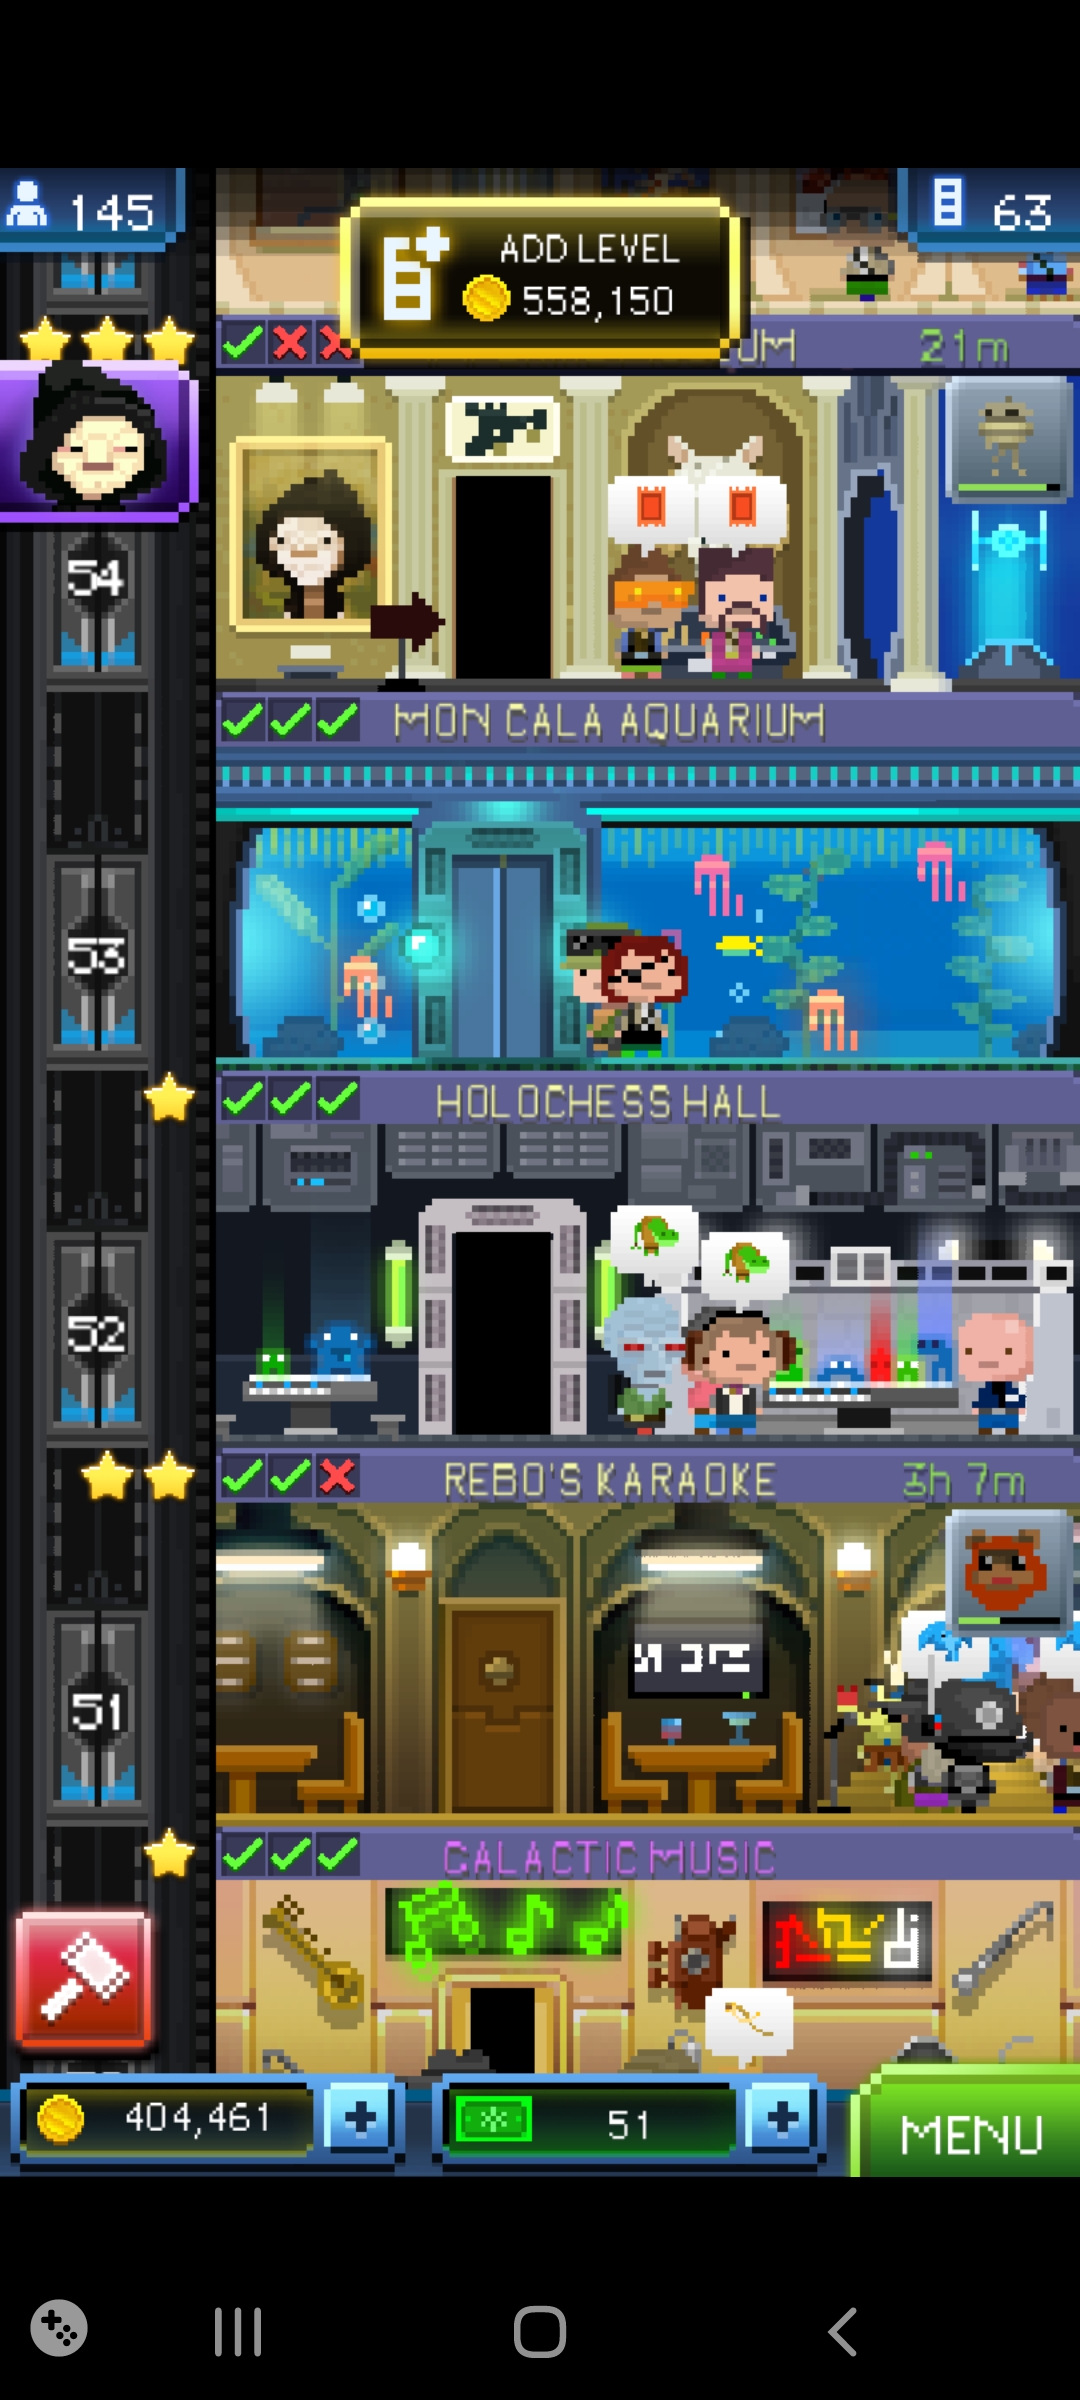 145
ADD LEVEL
558,150
63
UM
21m
54
MON CALA AQUARIUM
53
HOLOCHESS HALL
52
REBO'S KARAOKE
3h 7m
51
GALACTIC MUSIC
404,461
51
MENU